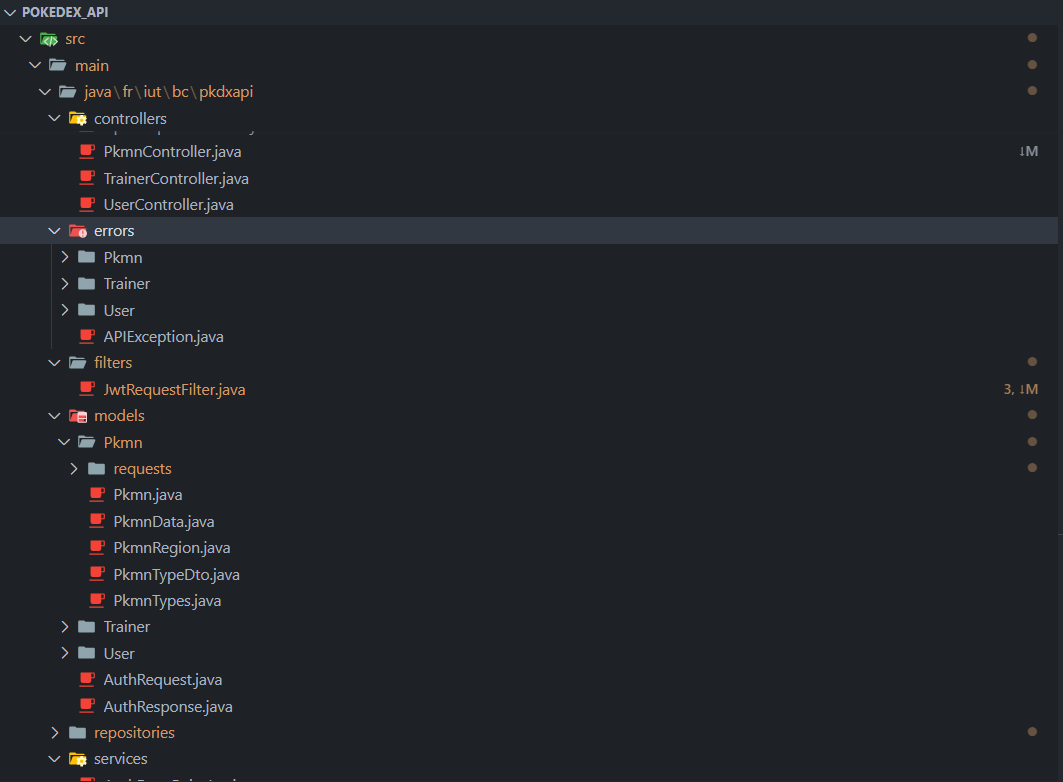 POKEDEX_API
src
main
java\fr\iut\bc\pkdxapi
controllers
PkmnController.java ↓M
TrainerController.java
UserController.java
errors
Pkmn
Trainer
User
APIException.java
filters
JwtRequestFilter.java 3, ↓M
models
Pkmn
requests
Pkmn.java
PkmnData.java
PkmnRegion.java
PkmnTypeDto.java
PkmnTypes.java
Trainer
User
AuthRequest.java
AuthResponse.java
repositories
services